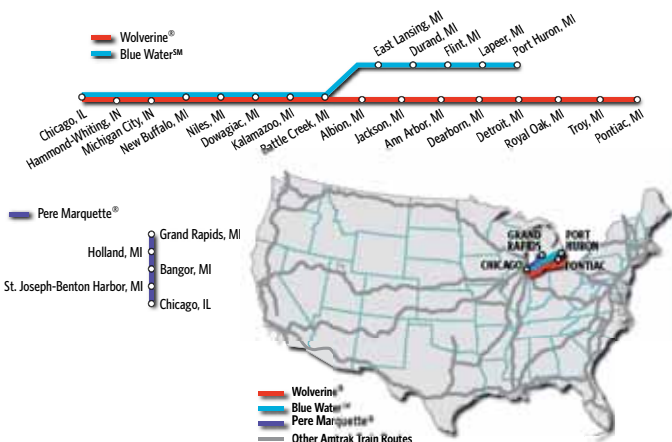 Wolverine®
Blue Water℠
East Lansing, MI
Durand, MI
Flint, MI
Lapeer, MI
Port Huron, MI
Chicago, IL
Hammond-Whiting, IN
Michigan City, IN
New Buffalo, MI
Niles, MI
Dowagiac, MI
Kalamazoo, MI
Battle Creek, MI
Albion, MI
Jackson, MI
Ann Arbor, MI
Dearborn, MI
Detroit, MI
Royal Oak, MI
Troy, MI
Pontiac, MI
Pere Marquette®
Grand Rapids, MI
Holland, MI
Bangor, MI
St. Joseph-Benton Harbor, MI
Chicago, IL
GRAND
RAPIDS
PORT
HURON
CHICAGO
PONTIAC
Wolverine®
Blue Water℠
Pere Marquette®
Other Amtrak Train Routes